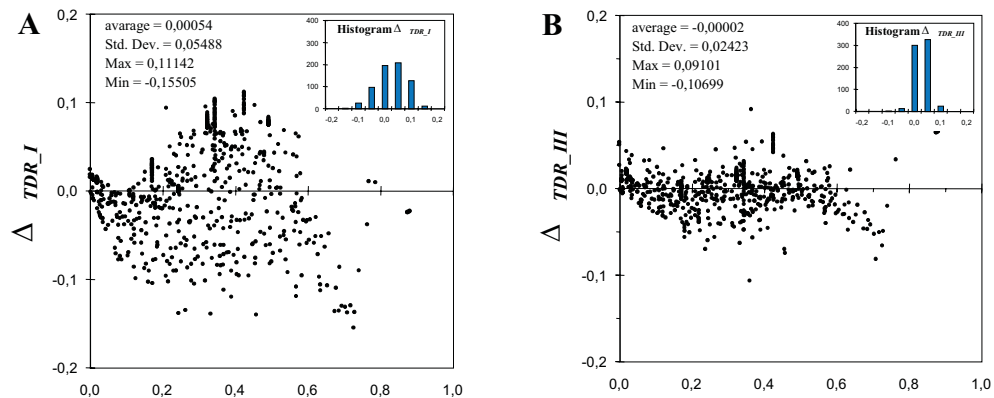 A
avarage = 0,00054
Std. Dev. = 0,05488
Max = 0,11142
Min = -0,15505
Histogram Δ TDR_I
400
300
200
100
0
-0,2 -0,1 0,0 0,1 0,2
0,2
0,1
0,0
-0,1
-0,2
Δ TDR_I
0,0 0,2 0,4 0,6 0,8 1,0
B
average = -0,00002
Std. Dev. = 0,02423
Max = 0,09101
Min = -0,10699
Histogram Δ TDR_III
400
300
200
100
0
-0,2 -0,1 0,0 0,1 0,2
0,2
0,1
0,0
-0,1
-0,2
Δ TDR_III
0,0 0,2 0,4 0,6 0,8 1,0